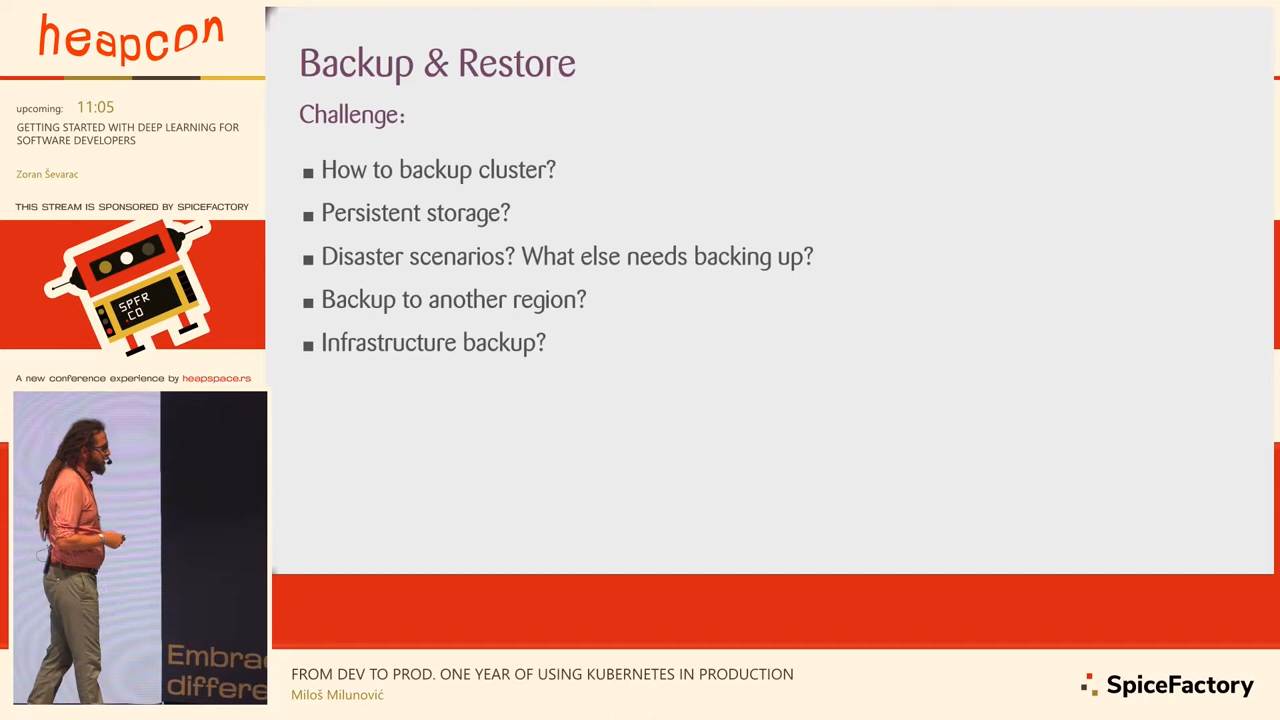 heapcon
upcoming: 11:05
GETTING STARTED WITH DEEP LEARNING FOR
SOFTWARE DEVELOPERS
Zoran Ševarac
THIS STREAM IS SPONSORED BY SPICEFACTORY
SPFR
.CO
A new conference experience by heapspace.rs
Backup & Restore
Challenge:
■ How to backup cluster?
■ Persistent storage?
■ Disaster scenarios? What else needs backing up?
■ Backup to another region?
■ Infrastructure backup?
Embrac
differe
FROM DEV TO PROD. ONE YEAR OF USING KUBERNETES IN PRODUCTION
Miloš Milunović
SpiceFactory